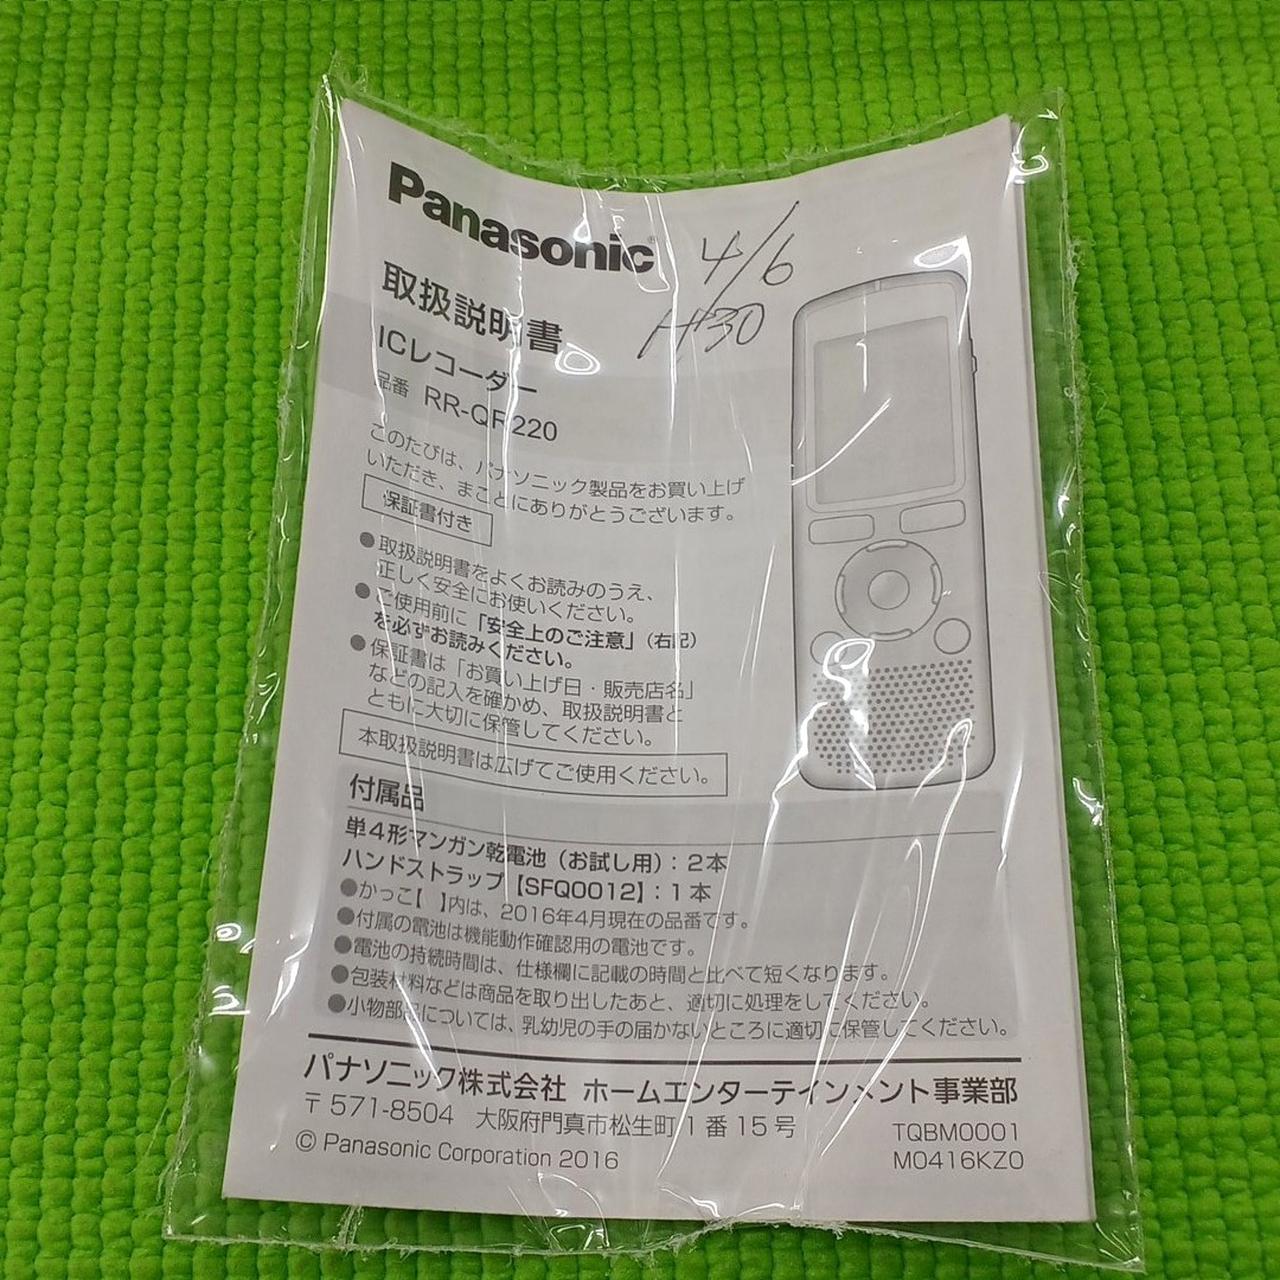 Panasonic®
4/6
H30
取扱説明書
ICレコーダー
品番 RR-QR220
このたびは、パナソニック製品をお買い上げ
いただき、まことにありがとうございます。
保証書付き
●取扱説明書をよくお読みのうえ、
正しく安全にお使いください。
●ご使用前に「安全上のご注意」（右記）
を必ずお読みください。
●保証書は「お買い上げ日・販売店名」
などの記入を確かめ、取扱説明書と
ともに大切に保管してください。
本取扱説明書は広げてご使用ください。
付属品
単4形マンガン乾電池（お試し用）：2本
ハンドストラップ【SFQ0012】：1本
●かっこ【 】内は、2016年4月現在の品番です。
●付属の電池は機能動作確認用の電池です。
●電池の持続時間は、仕様欄に記載の時間と比べて短くなります。
●包装材料などは商品を取り出したあと、適切に処理をしてください。
●小物部品については、乳幼児の手の届かないところに適切に保管してください。
パナソニック株式会社 ホームエンターテインメント事業部
〒571-8504 大阪府門真市松生町1番15号
© Panasonic Corporation 2016
TQBM0001
M0416KZ0